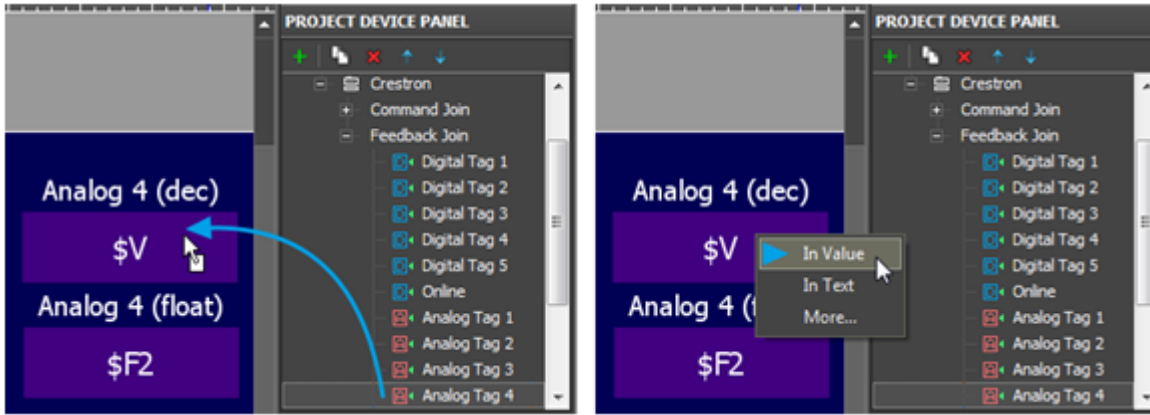 PROJECT DEVICE PANEL
Crestron
Command Join
Feedback Join
Digital Tag 1
Digital Tag 2
Digital Tag 3
Digital Tag 4
Digital Tag 5
Online
Analog Tag 1
Analog Tag 2
Analog Tag 3
Analog Tag 4
Analog 4 (dec)
$V
Analog 4 (float)
$F2
PROJECT DEVICE PANEL
Crestron
Command Join
Feedback Join
Digital Tag 1
Digital Tag 2
Digital Tag 3
Digital Tag 4
Digital Tag 5
Online
Analog Tag 1
Analog Tag 2
Analog Tag 3
Analog Tag 4
Analog 4 (dec)
$V
In Value
In Text
More...
Analog 4 (f
$F2